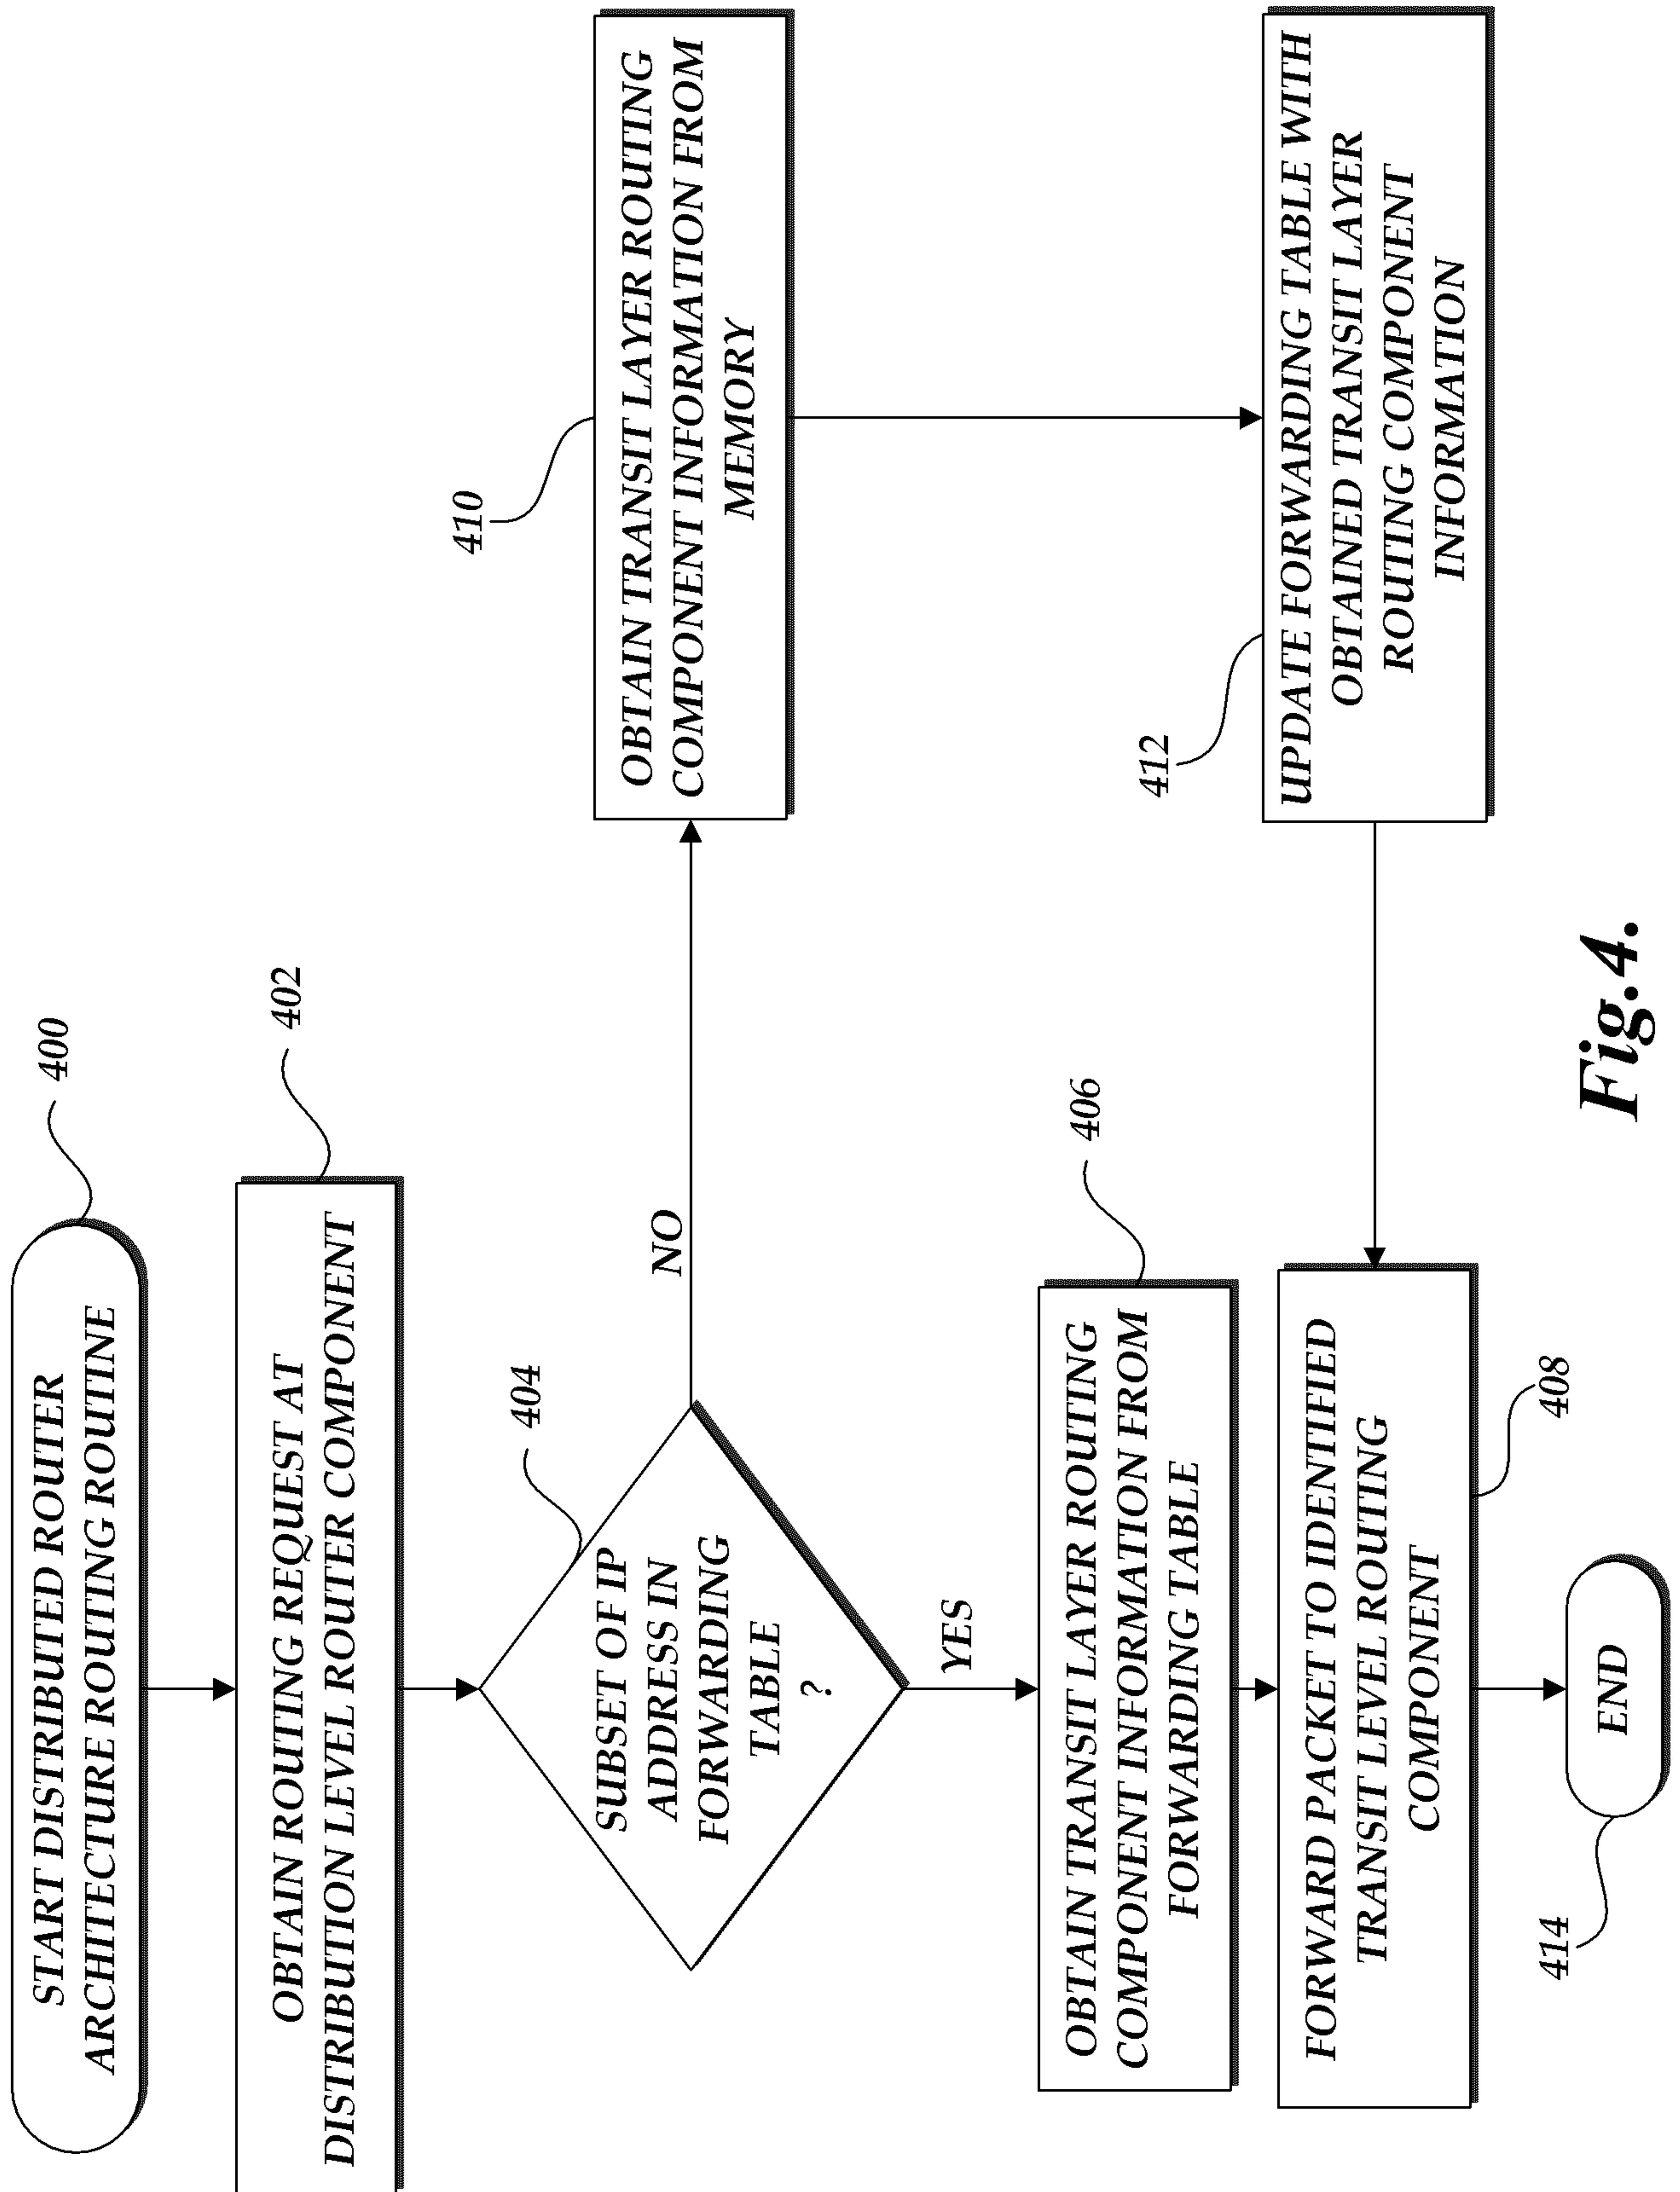 START DISTRIBUTED ROUTER
ARCHITECTURE ROUTING ROUTINE
400
OBTAIN ROUTING REQUEST AT
DISTRIBUTION LEVEL ROUTER COMPONENT
402
SUBSET OF IP
ADDRESS IN
FORWARDING
TABLE
?
404
NO
YES
OBTAIN TRANSIT LAYER ROUTING
COMPONENT INFORMATION FROM
MEMORY
410
OBTAIN TRANSIT LAYER ROUTING
COMPONENT INFORMATION FROM
FORWARDING TABLE
406
UPDATE FORWARDING TABLE WITH
OBTAINED TRANSIT LAYER
ROUTING COMPONENT
INFORMATION
412
FORWARD PACKET TO IDENTIFIED
TRANSIT LEVEL ROUTING
COMPONENT
408
END
414
Fig.4.